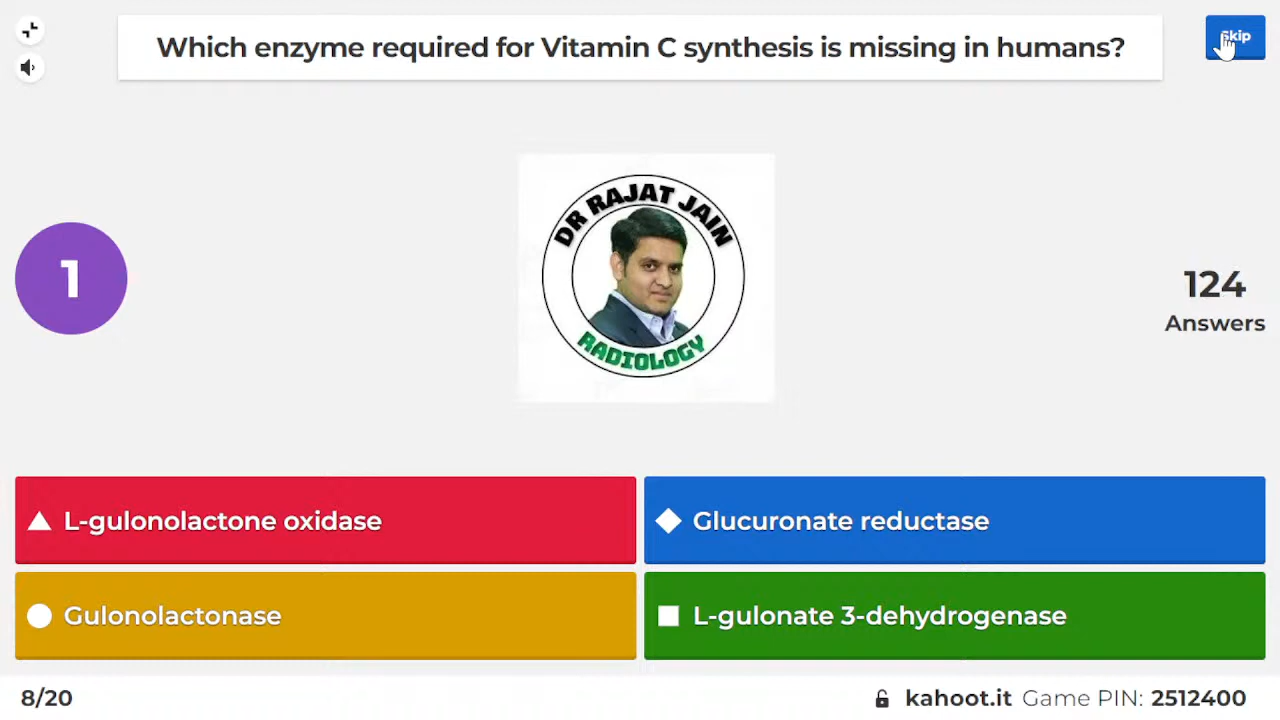 Which enzyme required for Vitamin C synthesis is missing in humans?
Skip
DR RAJAT JAIN
RADIOLOGY
1
124
Answers
L-gulonolactone oxidase
Glucuronate reductase
Gulonolactonase
L-gulonate 3-dehydrogenase
8/20
kahoot.it Game PIN: 2512400